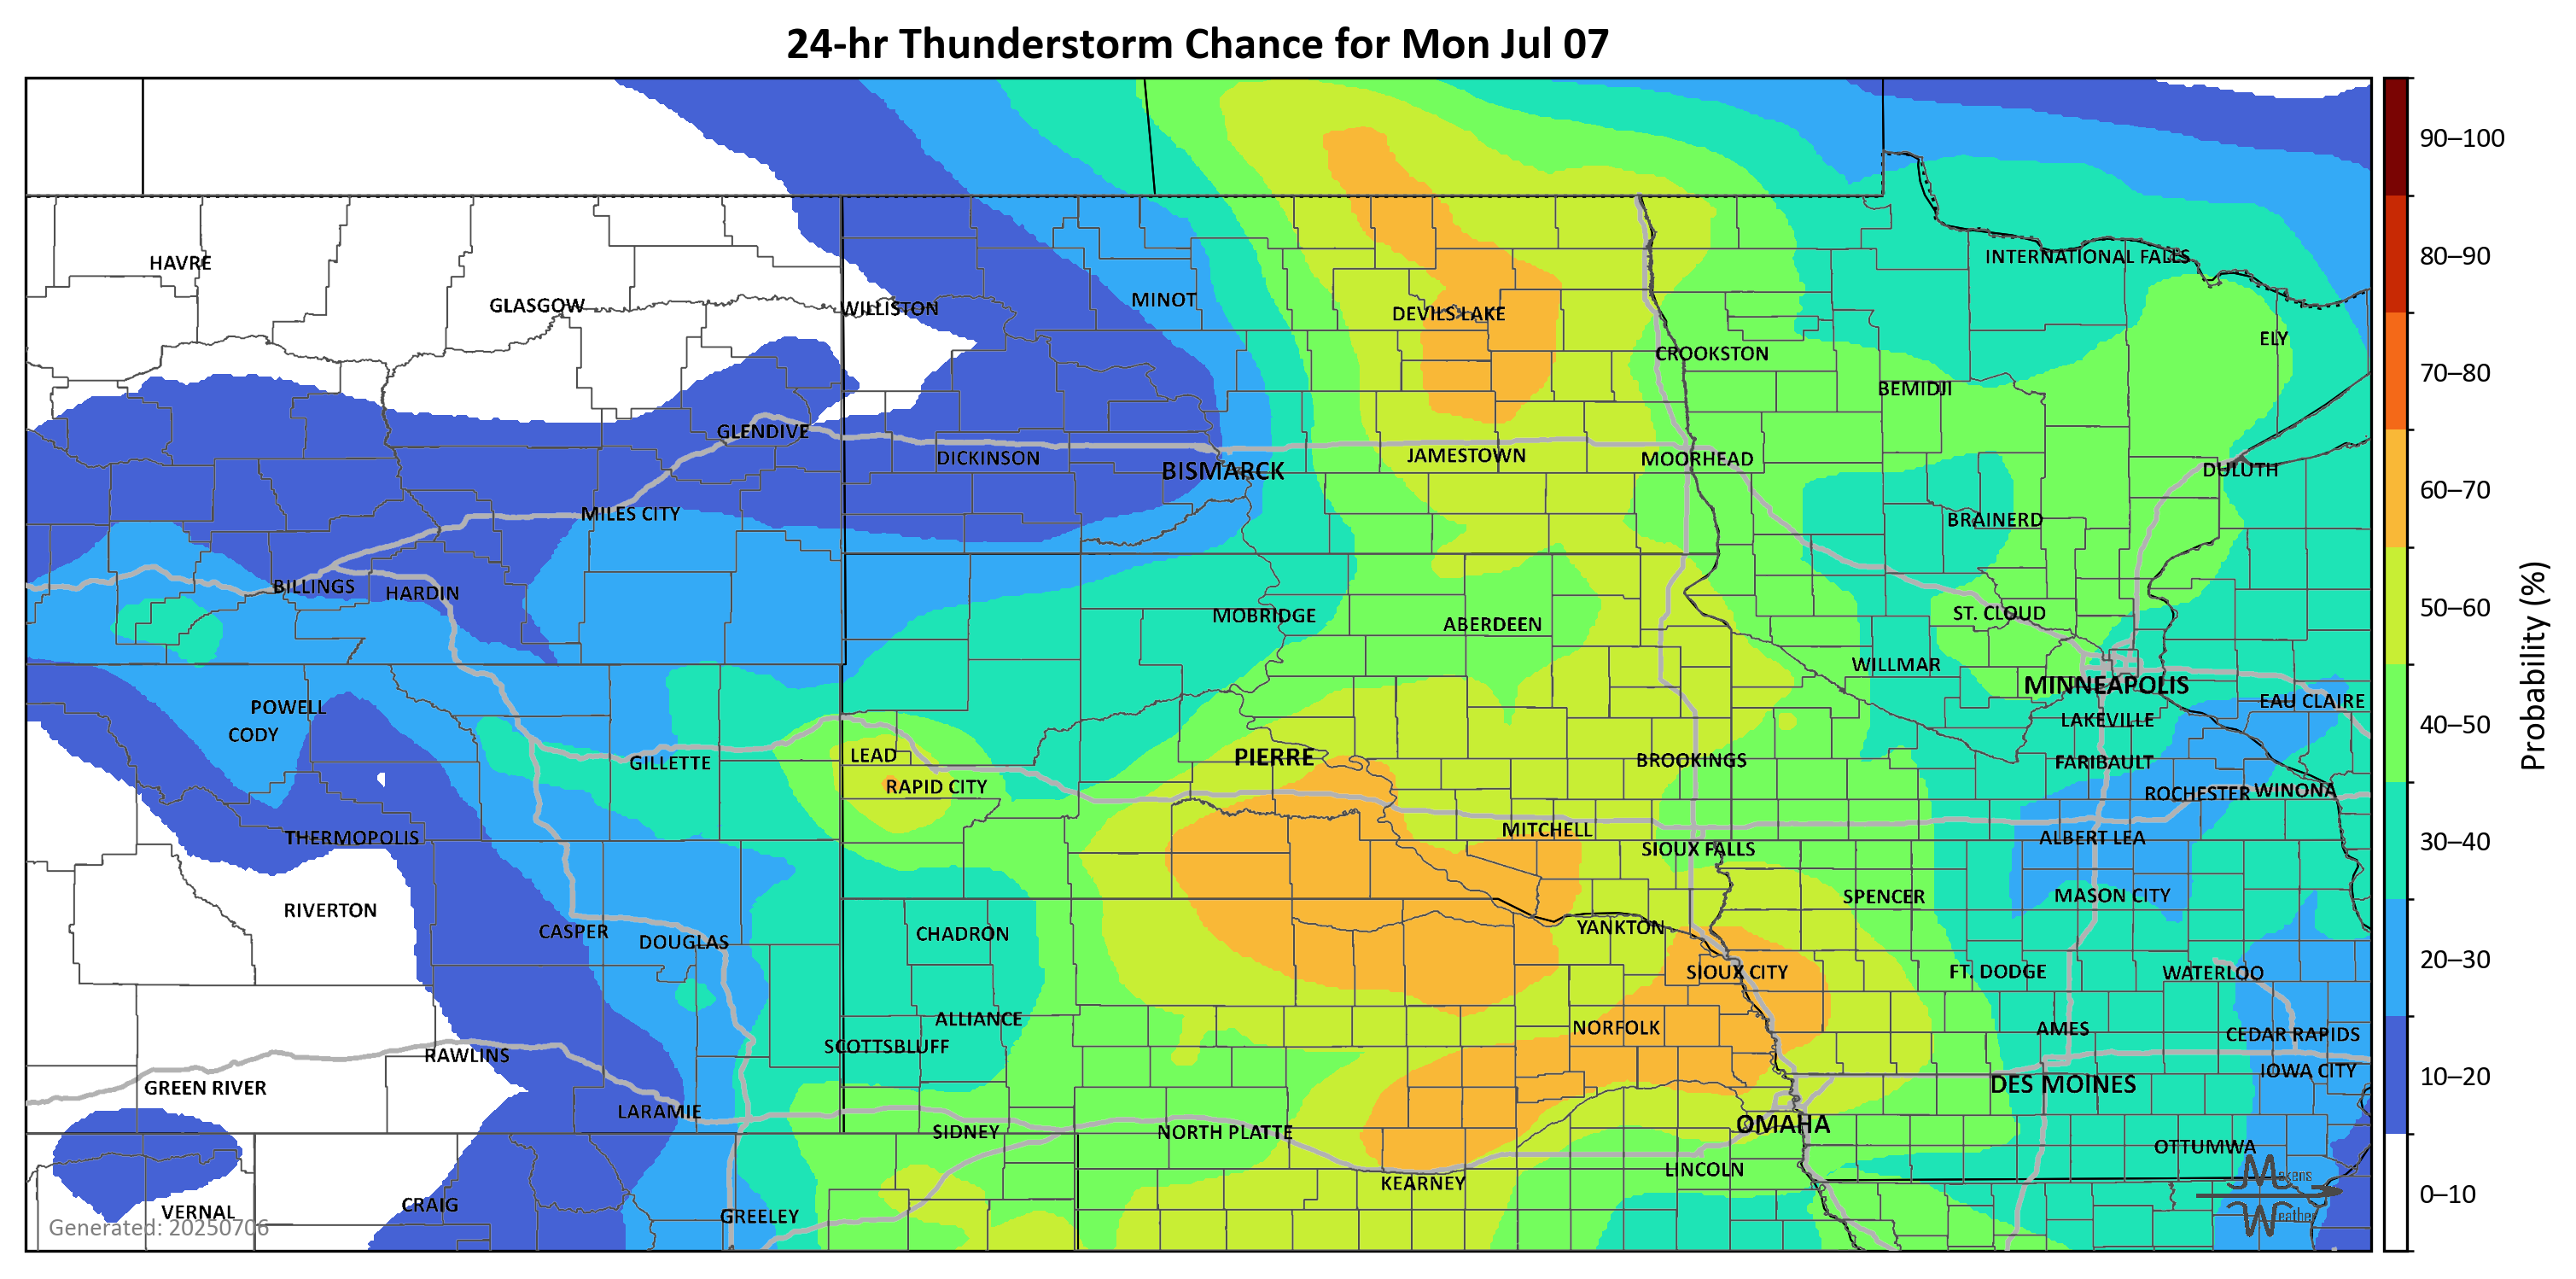 24-hr Thunderstorm Chance for Mon Jul 07
90–100
80–90
70–80
60–70
50–60
40–50
30–40
20–30
10–20
0–10
Probability (%)
HAVRE
INTERNATIONAL FALLS
GLASGOW
WILLISTON
MINOT
DEVILS LAKE
ELY
CROOKSTON
BEMIDJI
GLENDIVE
DICKINSON
BISMARCK
JAMESTOWN
MOORHEAD
DULUTH
MILES CITY
BRAINERD
BILLINGS
HARDIN
MOBRIDGE
ABERDEEN
ST. CLOUD
WILLMAR
MINNEAPOLIS
POWELL
EAU CLAIRE
CODY
LAKEVILLE
GILLETTE
LEAD
PIERRE
BROOKINGS
FARIBAULT
RAPID CITY
ROCHESTER
WINONA
THERMOPOLIS
MITCHELL
SIOUX FALLS
ALBERT LEA
RIVERTON
SPENCER
MASON CITY
CASPER
DOUGLAS
CHADRON
YANKTON
SIOUX CITY
FT. DODGE
WATERLOO
ALLIANCE
NORFOLK
AMES
CEDAR RAPIDS
RAWLINS
SCOTTSBLUFF
GREEN RIVER
DES MOINES
IOWA CITY
LARAMIE
SIDNEY
NORTH PLATTE
OMAHA
OTTUMWA
LINCOLN
KEARNEY
VERNAL
CRAIG
GREELEY
Generated: 20250706
Makens
Weather